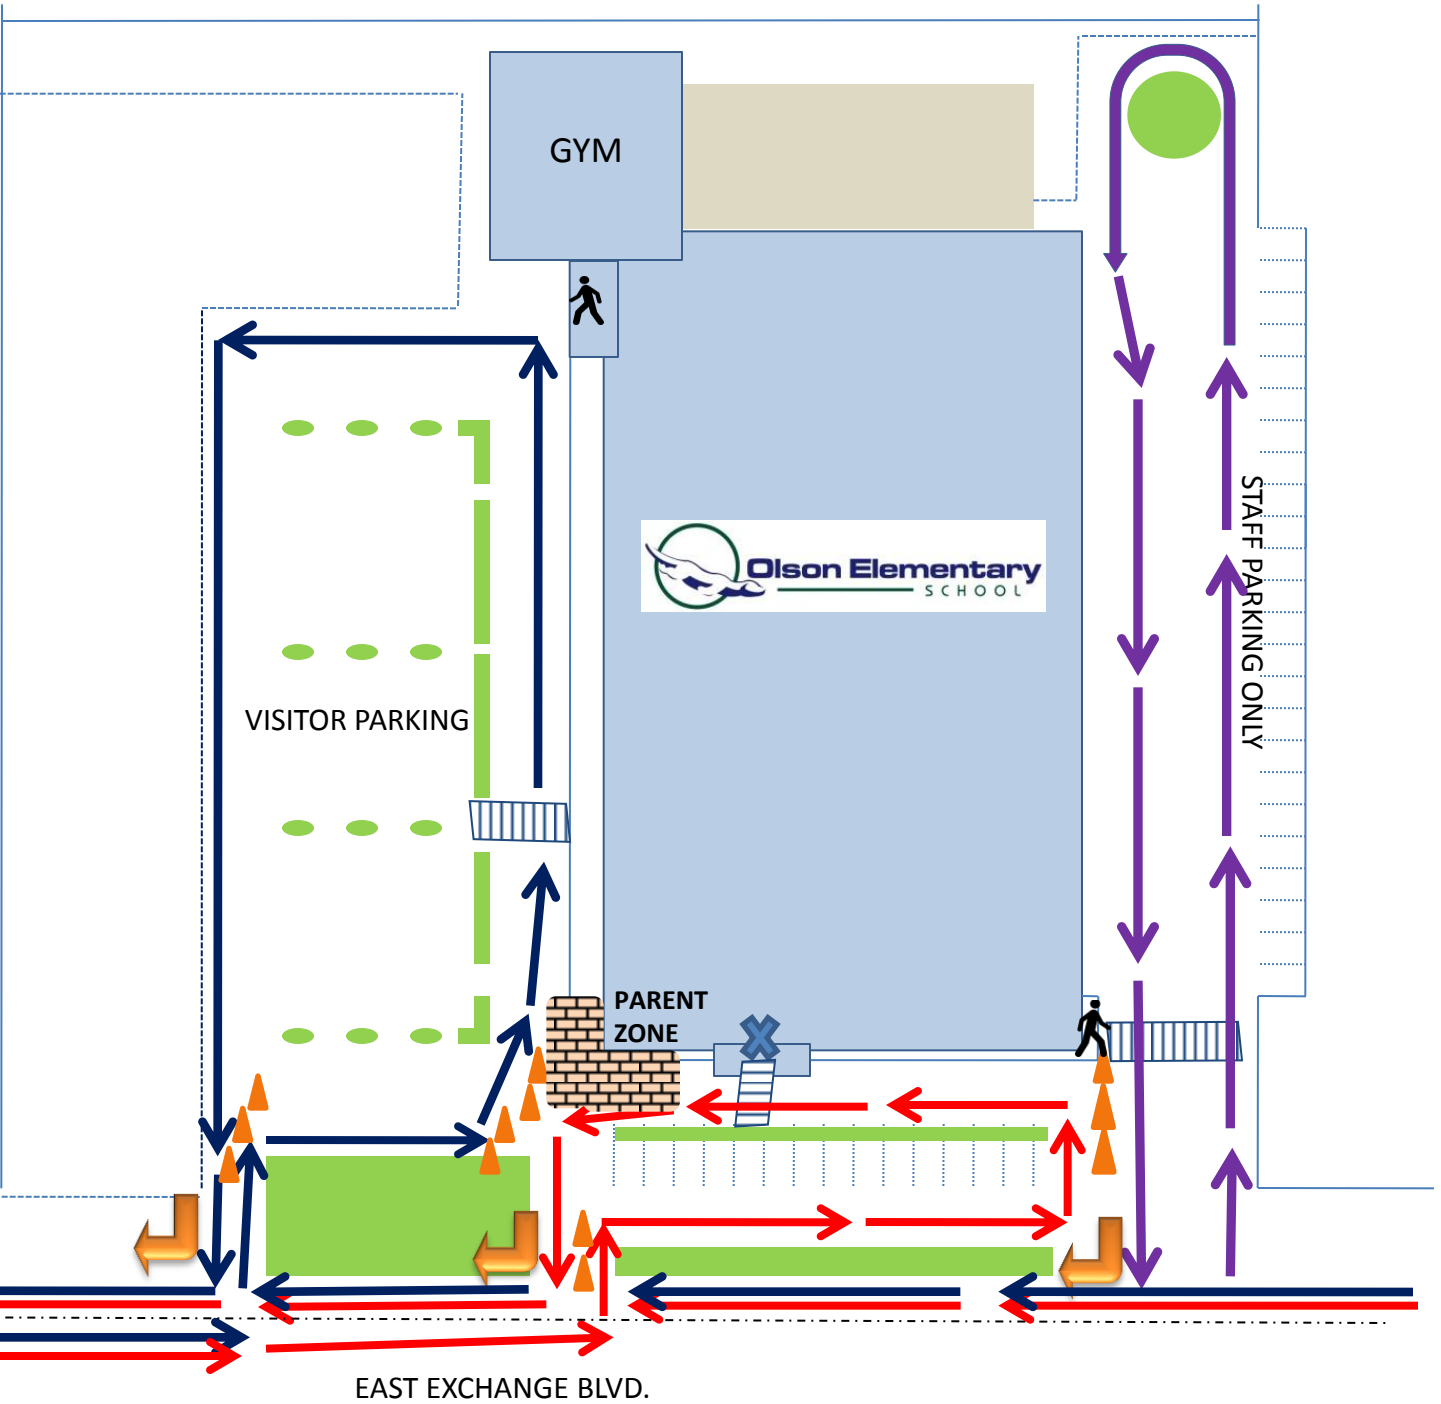 GYM
Olson Elementary
SCHOOL
STAFF PARKING ONLY
VISITOR PARKING
PARENT
ZONE
EAST EXCHANGE BLVD.